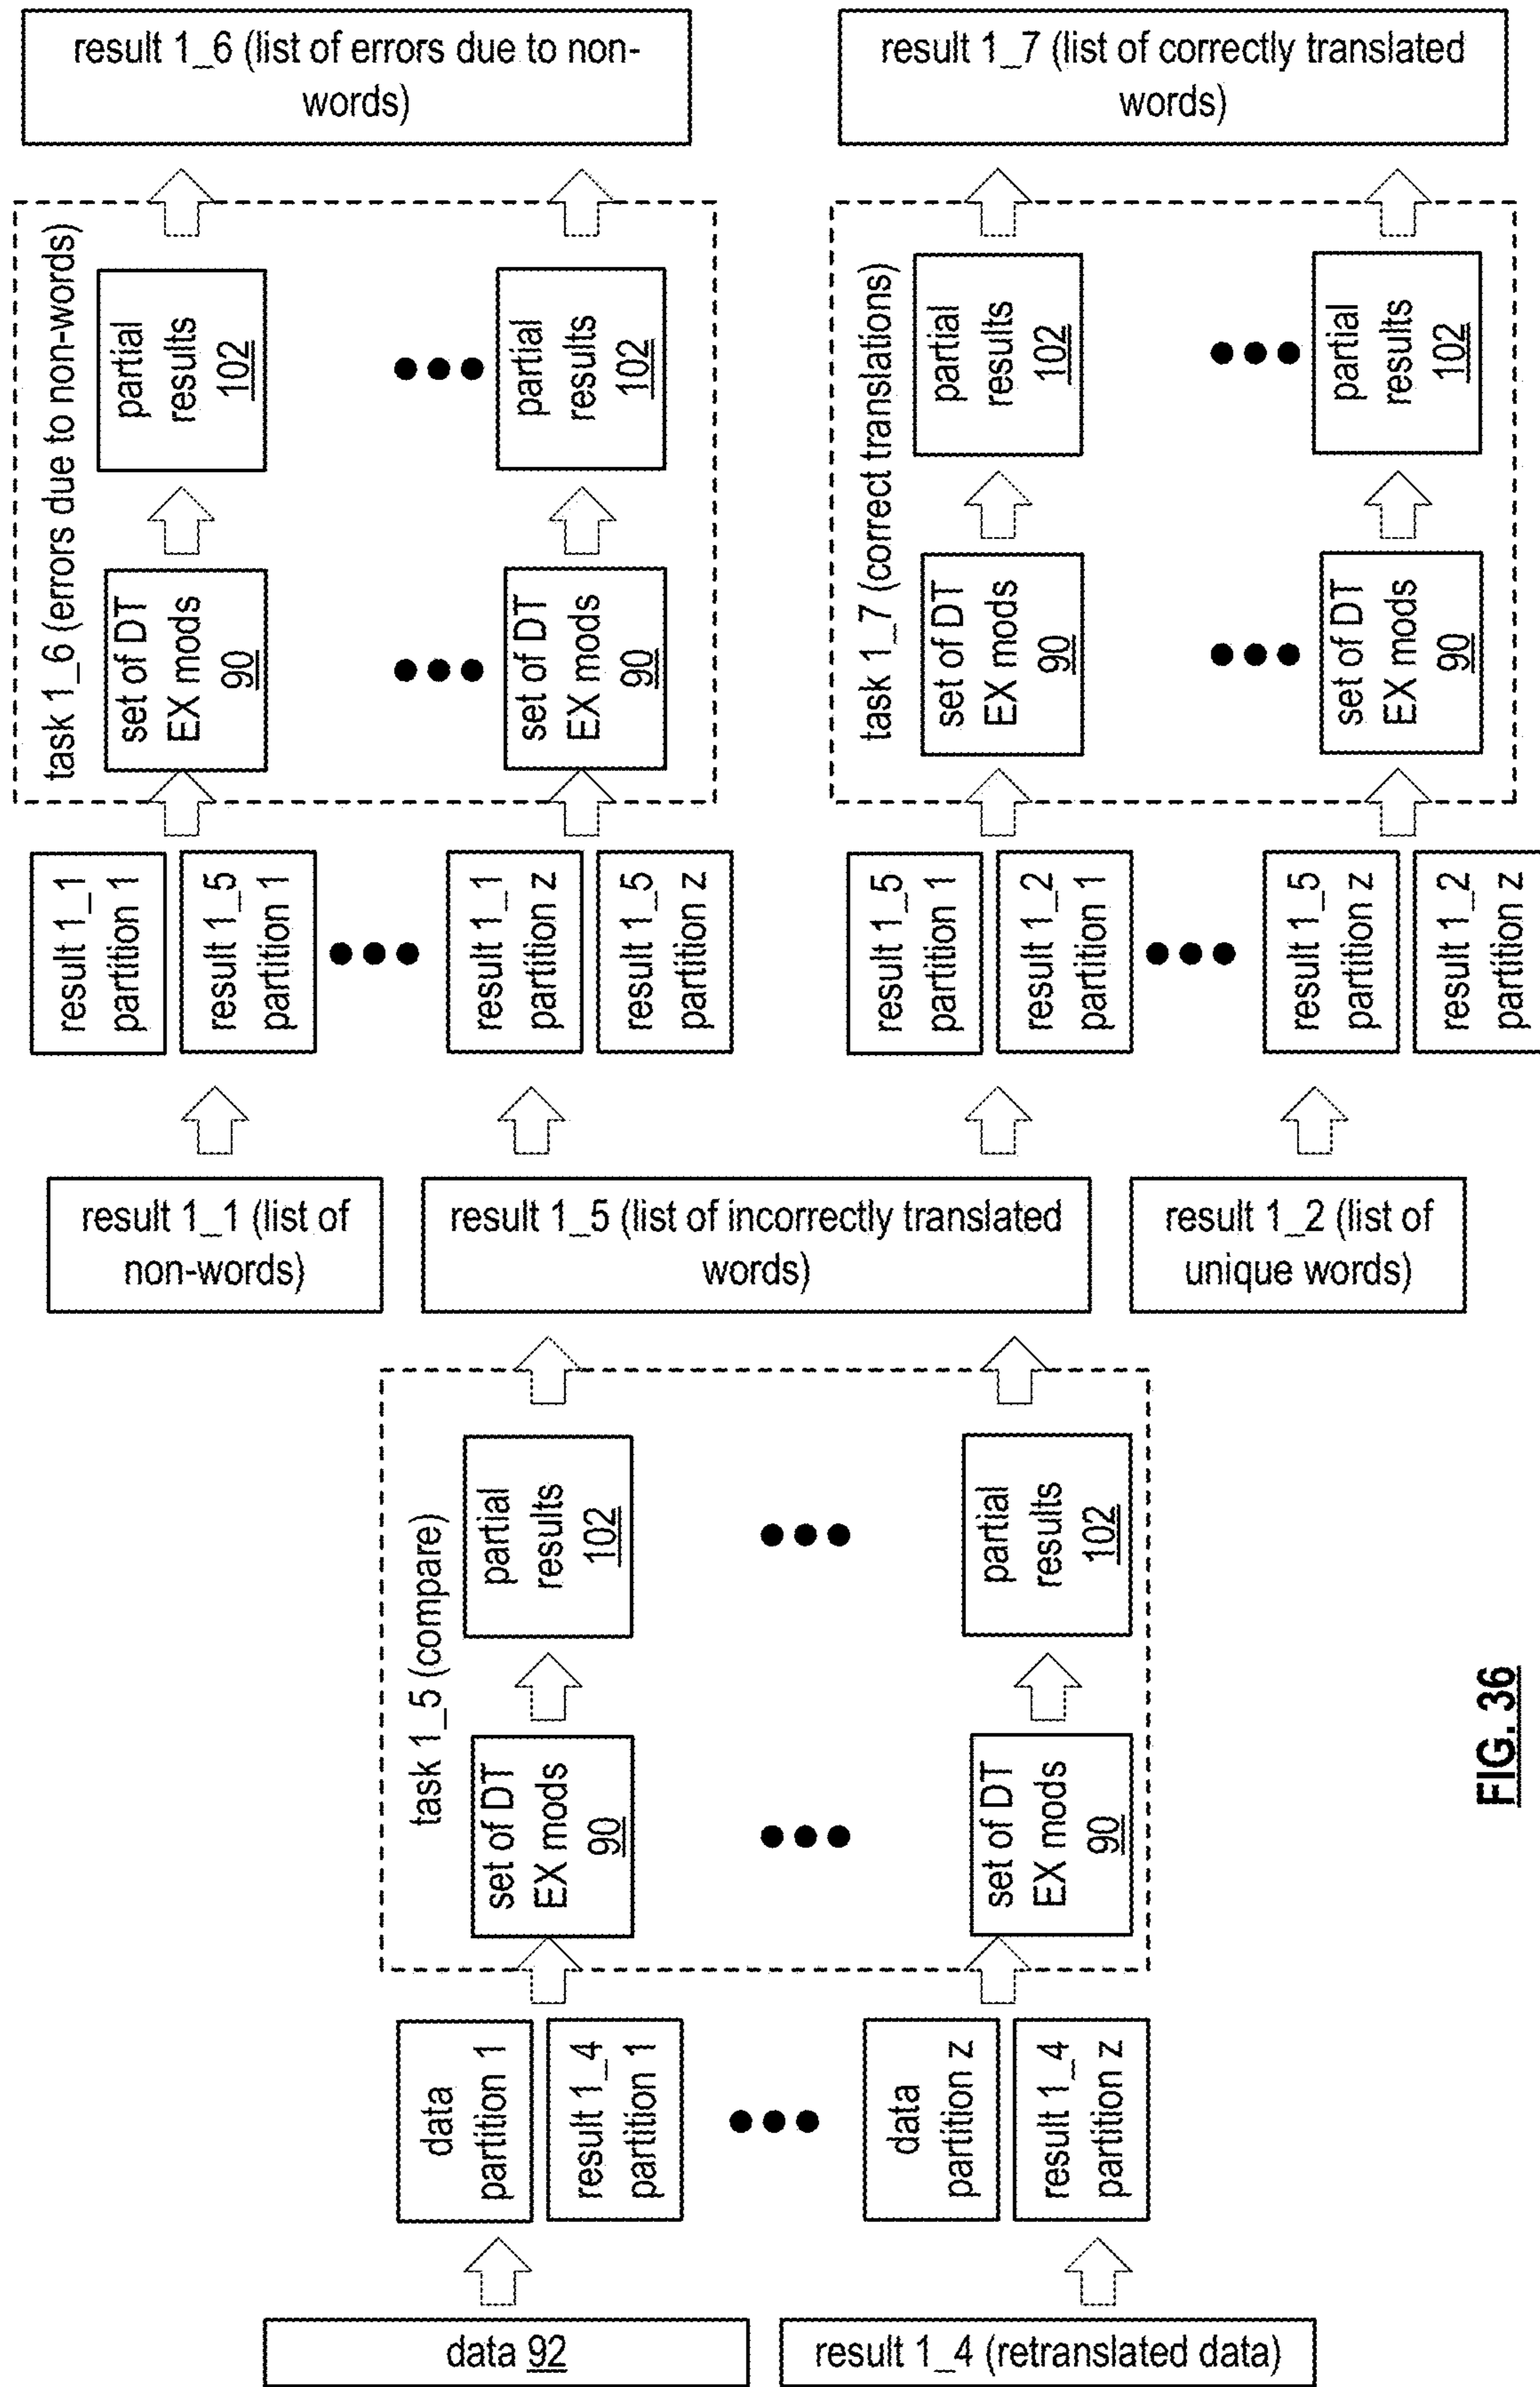 data 92
result 1_4 (retranslated data)
data
partition 1
result 1_4
partition 1
data
partition z
result 1_4
partition z
task 1_5 (compare)
set of DT
EX mods
90
partial
results
102
set of DT
EX mods
90
partial
results
102
result 1_1 (list of
non-words)
result 1_5 (list of incorrectly translated
words)
result 1_2 (list of
unique words)
result 1_1
partition 1
result 1_5
partition 1
result 1_1
partition z
result 1_5
partition z
result 1_5
partition 1
result 1_2
partition 1
result 1_5
partition z
result 1_2
partition z
task 1_6 (errors due to non-words)
set of DT
EX mods
90
partial
results
102
set of DT
EX mods
90
partial
results
102
task 1_7 (correct translations)
set of DT
EX mods
90
partial
results
102
set of DT
EX mods
90
partial
results
102
result 1_6 (list of errors due to non-
words)
result 1_7 (list of correctly translated
words)
FIG. 36